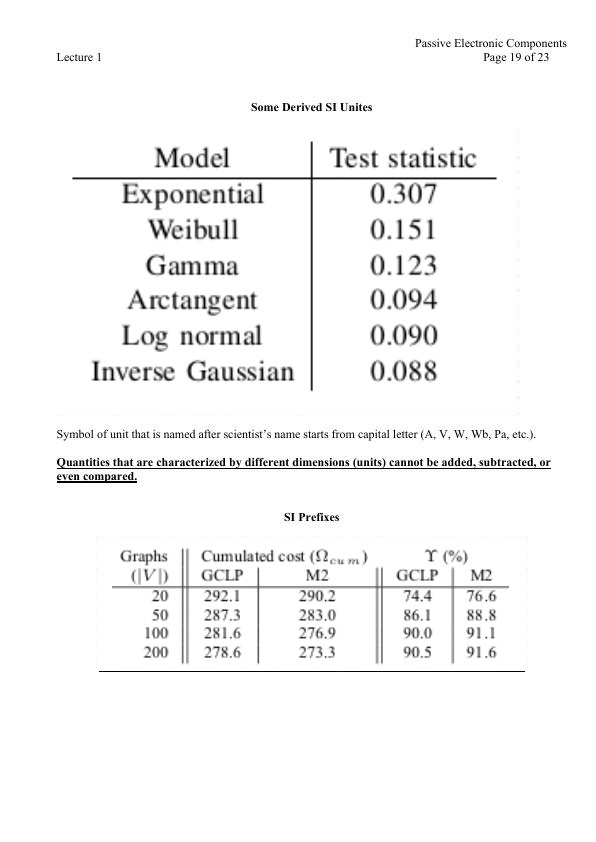 Passive Electronic Components
Lecture 1 Page 19 of 23
Some Derived SI Unites
Model Test statistic
Exponential 0.307
Weibull 0.151
Gamma 0.123
Arctangent 0.094
Log normal 0.090
Inverse Gaussian 0.088
Symbol of unit that is named after scientist’s name starts from capital letter (A, V, W, Wb, Pa, etc.).
Quantities that are characterized by different dimensions (units) cannot be added, subtracted, or
even compared.
SI Prefixes
Graphs Cumulated cost (Ωcum) ϒ (%)
(|V|) GCLP M2 GCLP M2
20 292.1 290.2 74.4 76.6
50 287.3 283.0 86.1 88.8
100 281.6 276.9 90.0 91.1
200 278.6 273.3 90.5 91.6